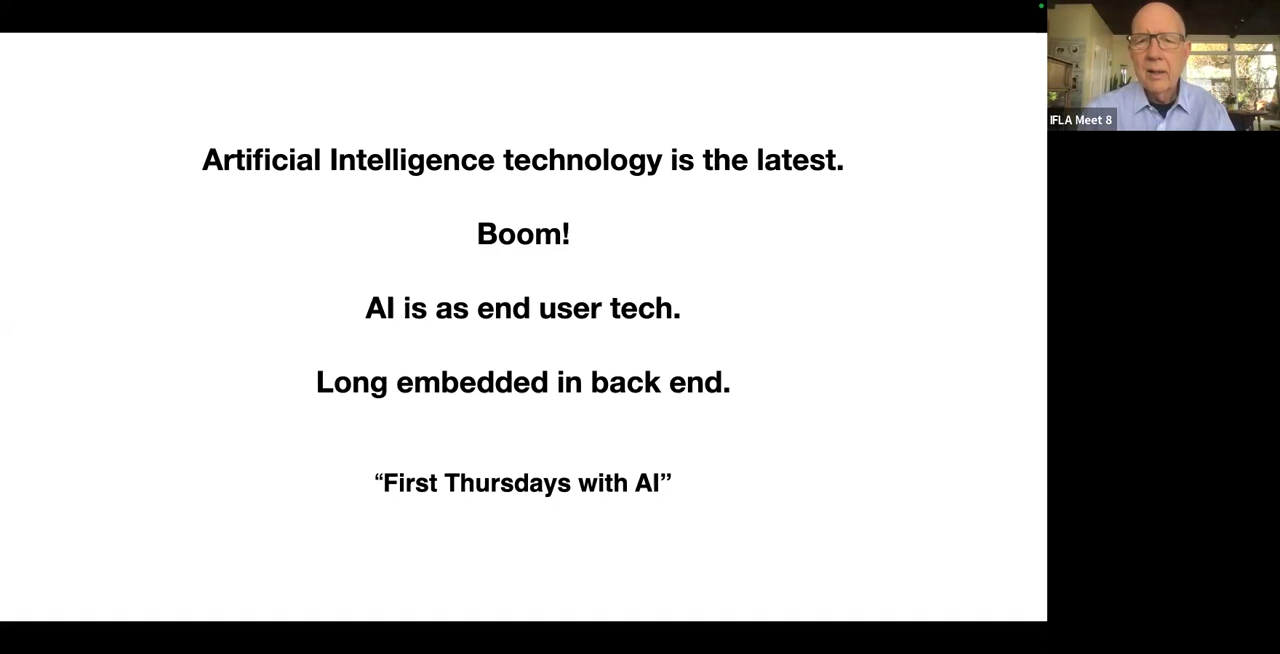 Artificial Intelligence technology is the latest.
Boom!
AI is as end user tech.
Long embedded in back end.
“First Thursdays with AI”
IFLA Meet 8